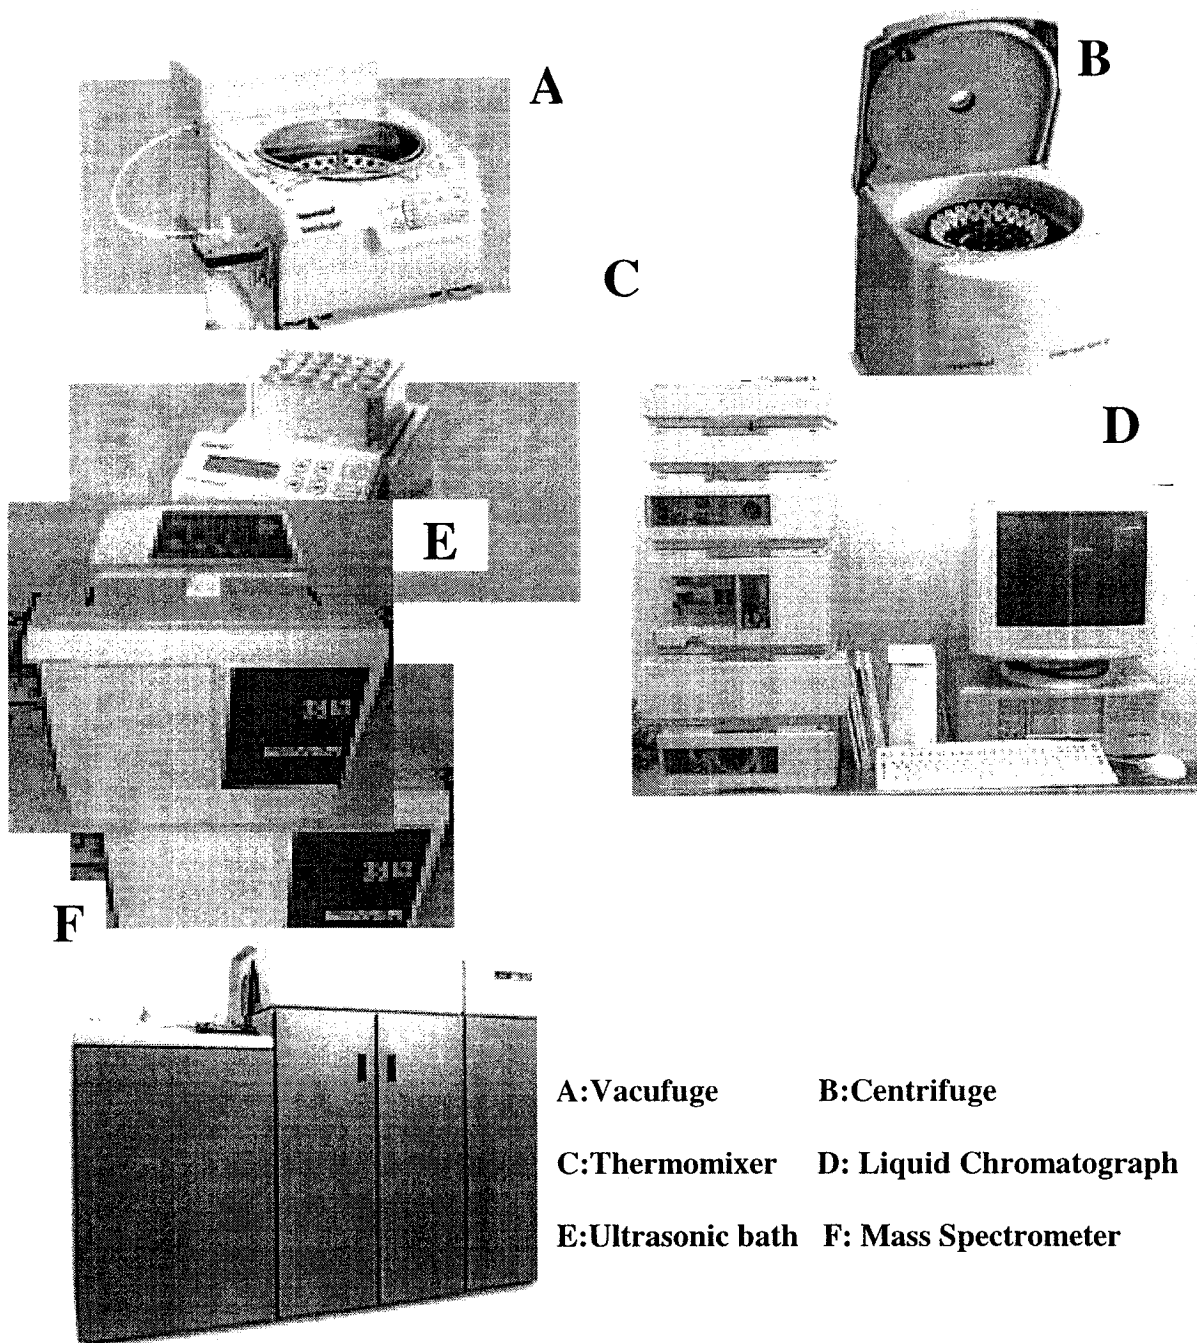 A
B
C
D
E
F
A:Vacufuge B:Centrifuge
C:Thermomixer D: Liquid Chromatograph
E:Ultrasonic bath F: Mass Spectrometer